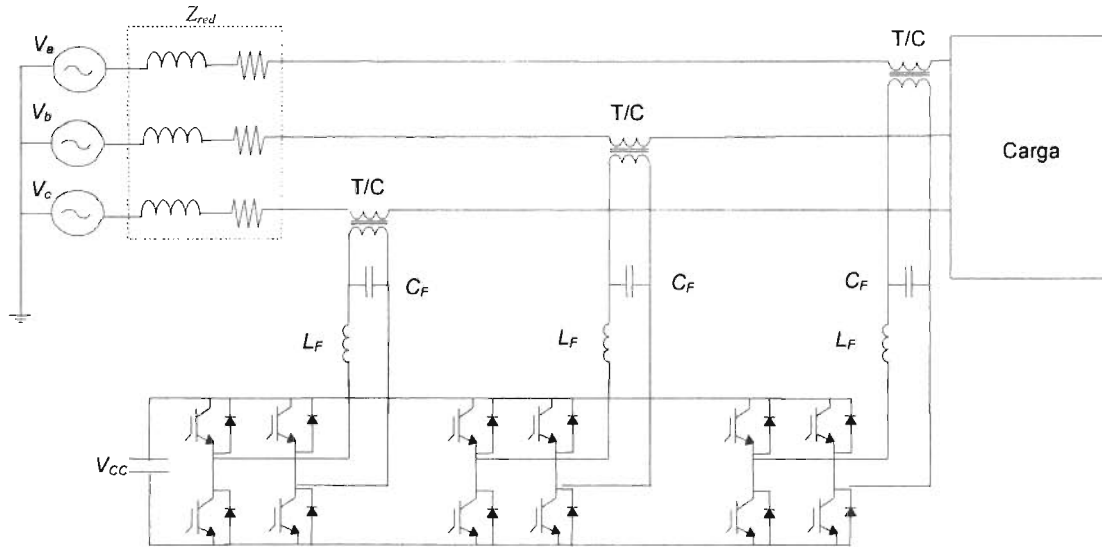 Z_red
V_a
T/C
V_b
T/C
Carga
V_c
T/C
C_F
C_F
C_F
L_F
L_F
L_F
V_CC